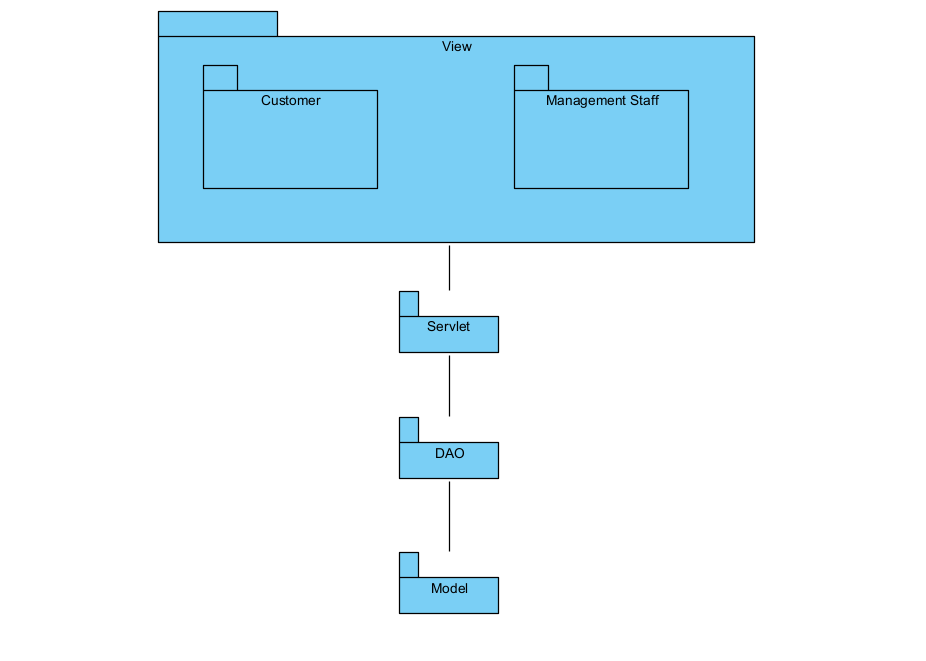 View
Customer
Management Staff
Servlet
DAO
Model